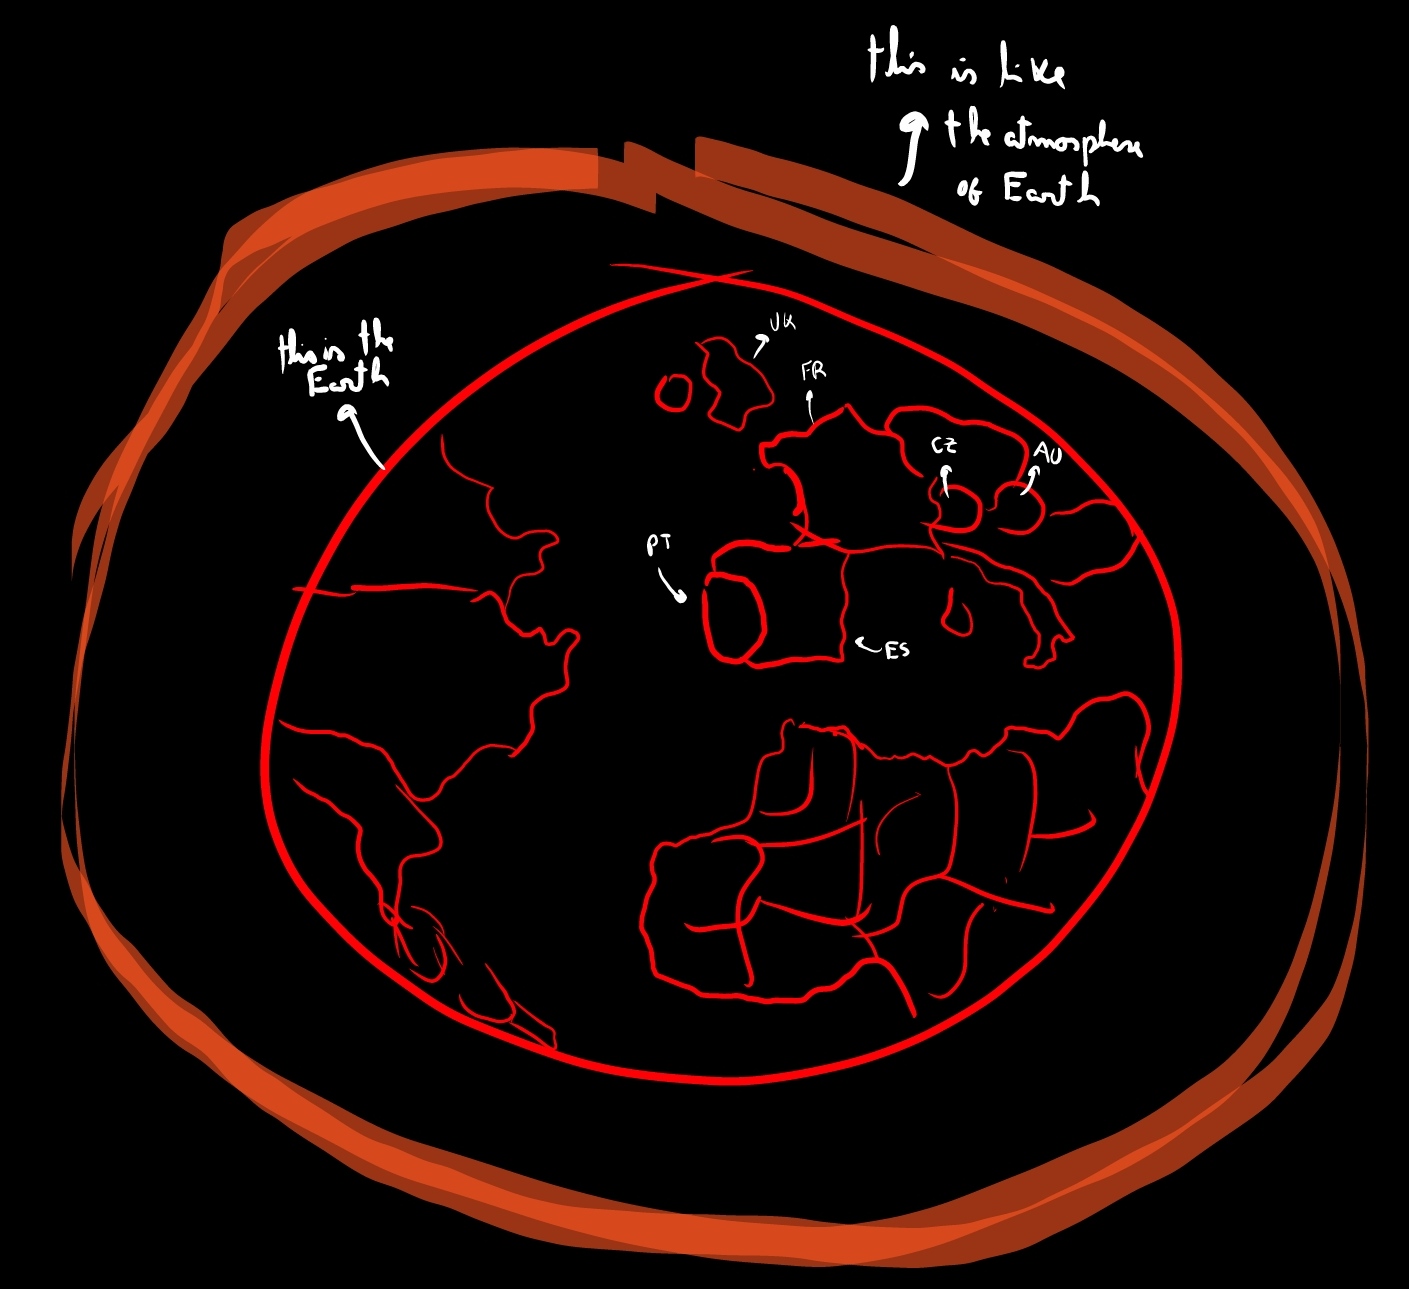 this is like
the atmosphere
of Earth
this is the
Earth
UK
FR
CZ
AU
PT
ES